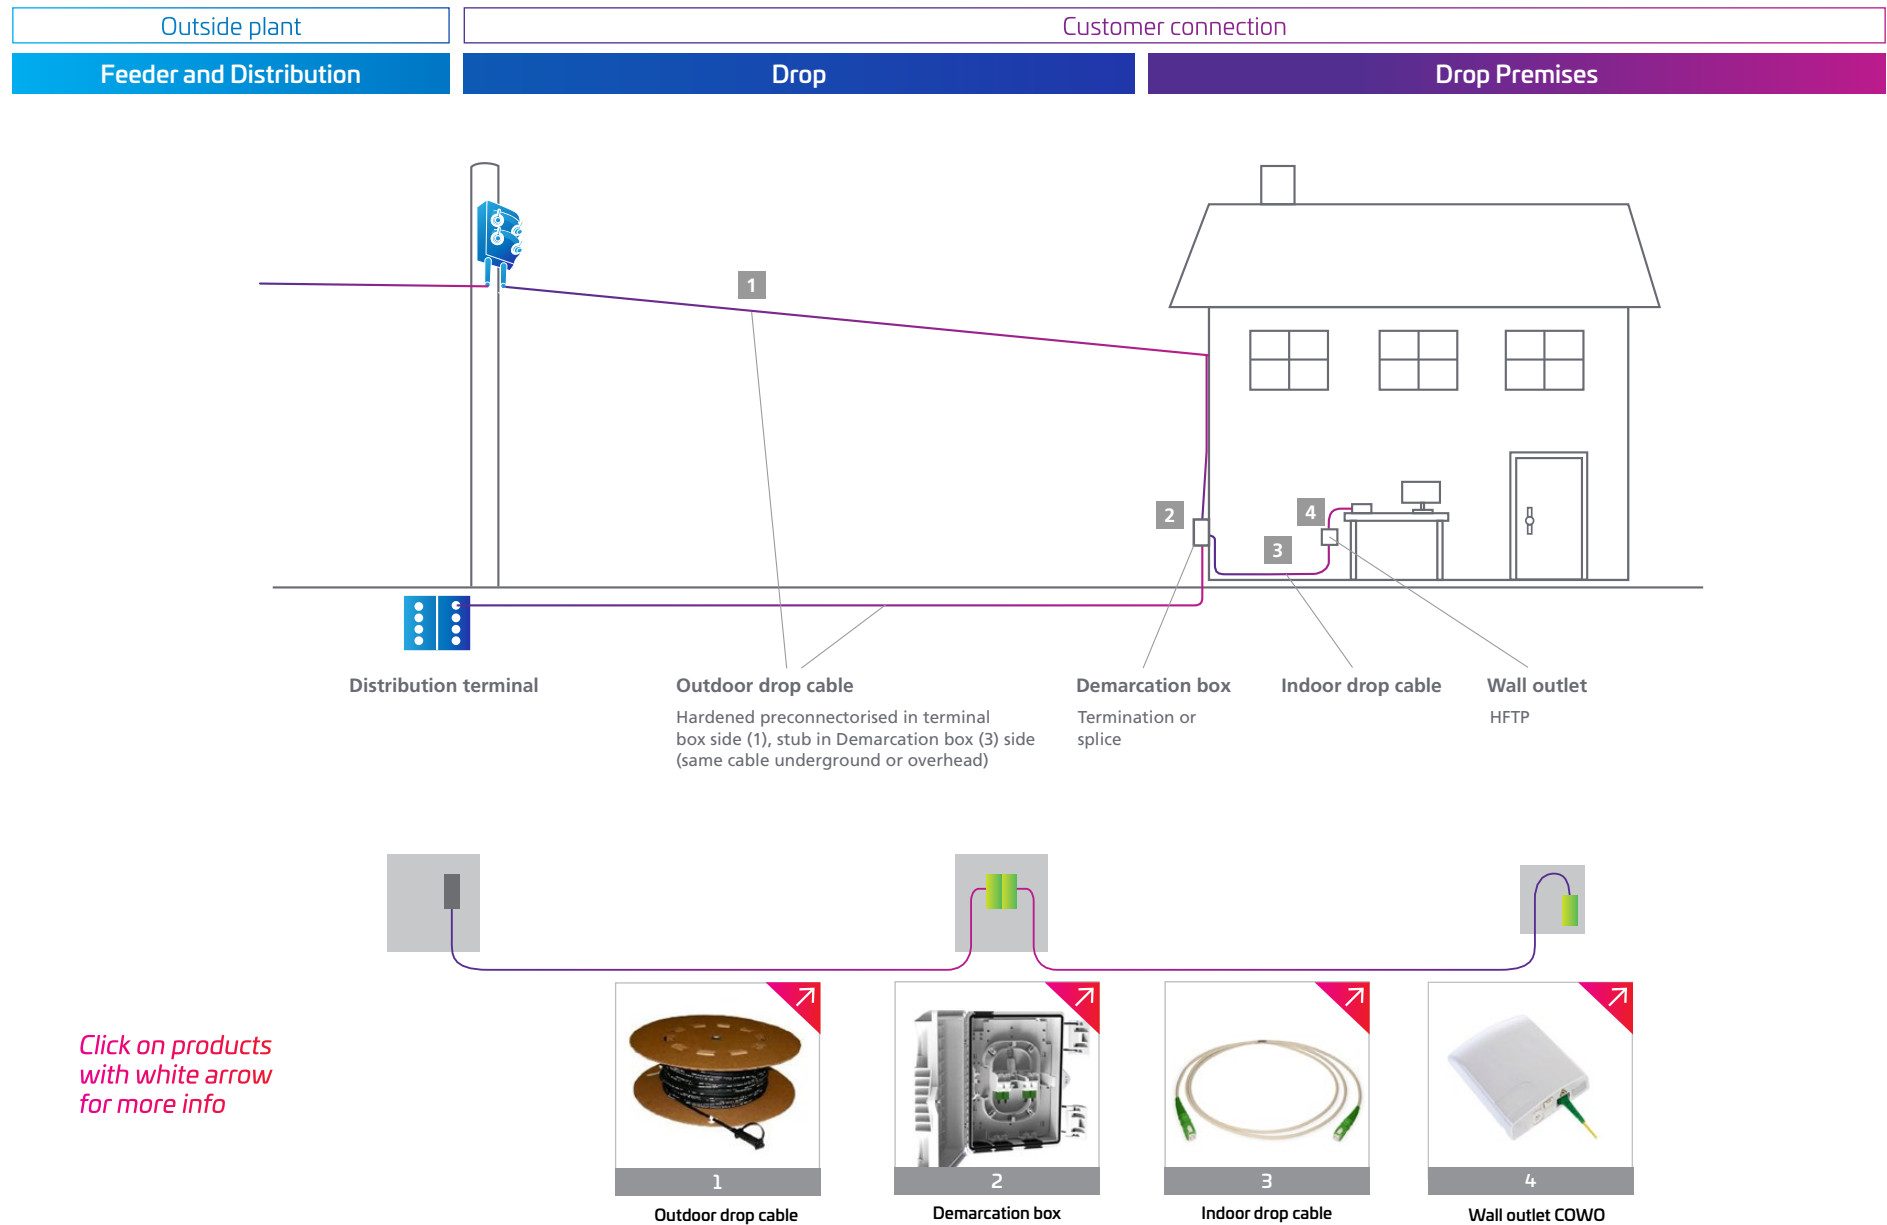 Outside plant
Customer connection
Feeder and Distribution
Drop
Drop Premises
1
2
4
3
Distribution terminal
Outdoor drop cable
Demarcation box
Indoor drop cable
Wall outlet
Hardened preconnectorised in terminal
box side (1), stub in Demarcation box (3) side
(same cable underground or overhead)
Termination or
splice
HFTP
Click on products
with white arrow
for more info
1
2
3
4
Outdoor drop cable
Demarcation box
Indoor drop cable
Wall outlet COWO